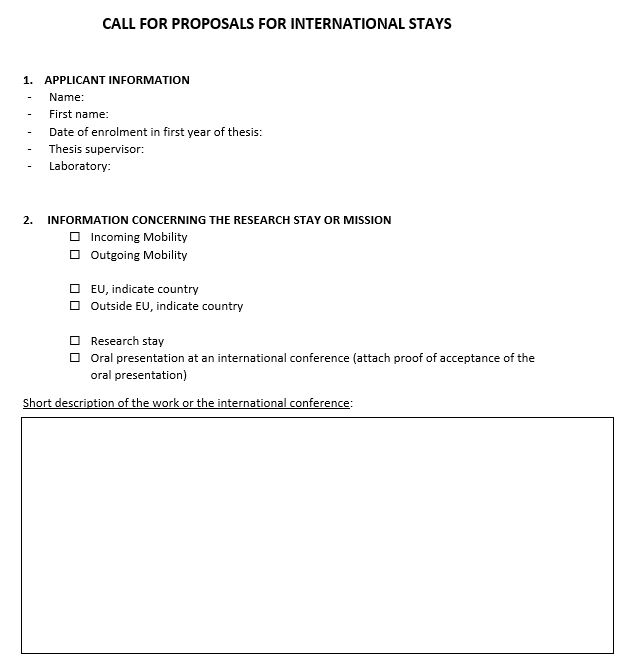 CALL FOR PROPOSALS FOR INTERNATIONAL STAYS
1. APPLICANT INFORMATION
- Name:
- First name:
- Date of enrolment in first year of thesis:
- Thesis supervisor:
- Laboratory:
2. INFORMATION CONCERNING THE RESEARCH STAY OR MISSION
☐ Incoming Mobility
☐ Outgoing Mobility
☐ EU, indicate country
☐ Outside EU, indicate country
☐ Research stay
☐ Oral presentation at an international conference (attach proof of acceptance of the
oral presentation)
Short description of the work or the international conference: